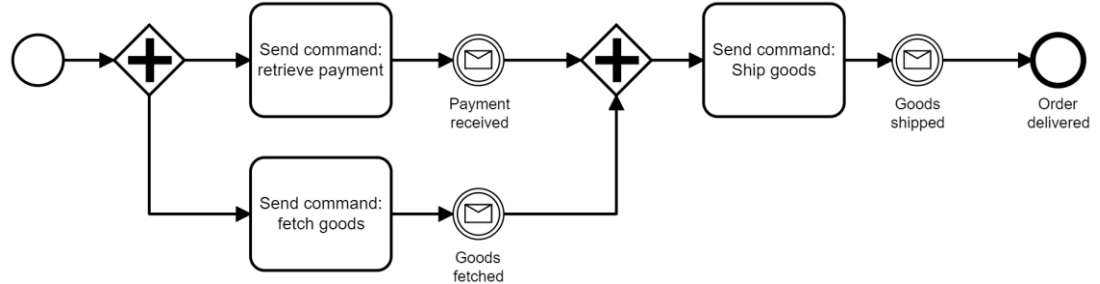 Send command:
retrieve payment
Payment
received
Send command:
Ship goods
Goods
shipped
Order
delivered
Send command:
fetch goods
Goods
fetched